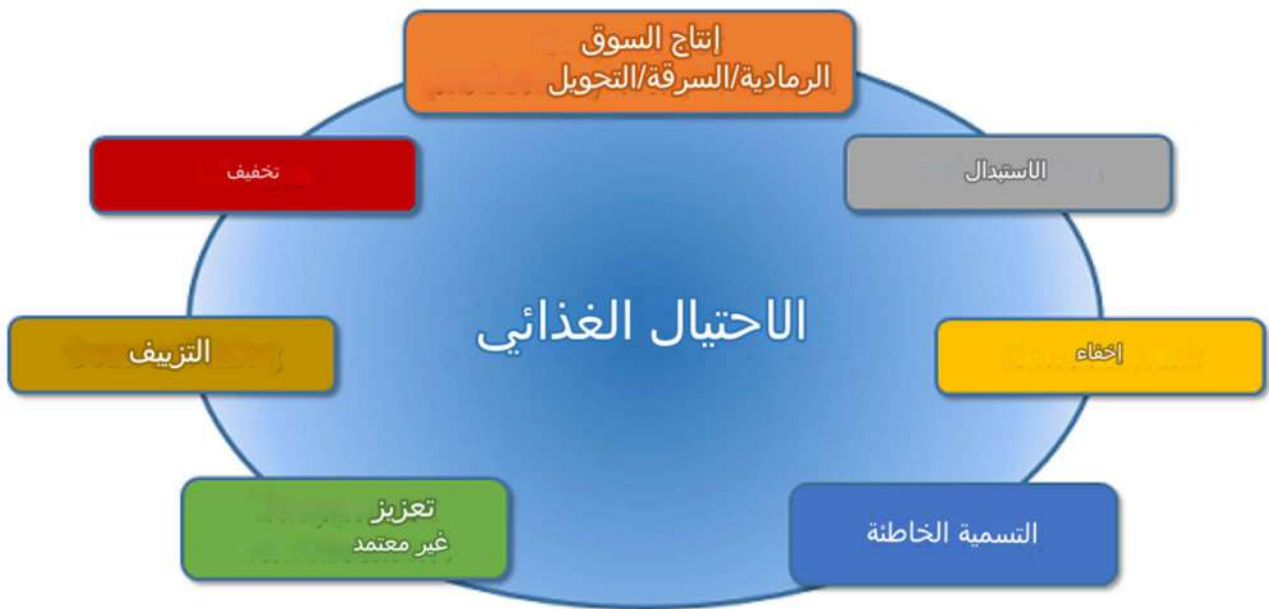 إنتاج السوق
الرمادية/السرقة/التحويل
تخفيف
الاستبدال
الاحتيال الغذائي
التزييف
إخفاء
تعزيز
غير معتمد
التسمية الخاطئة